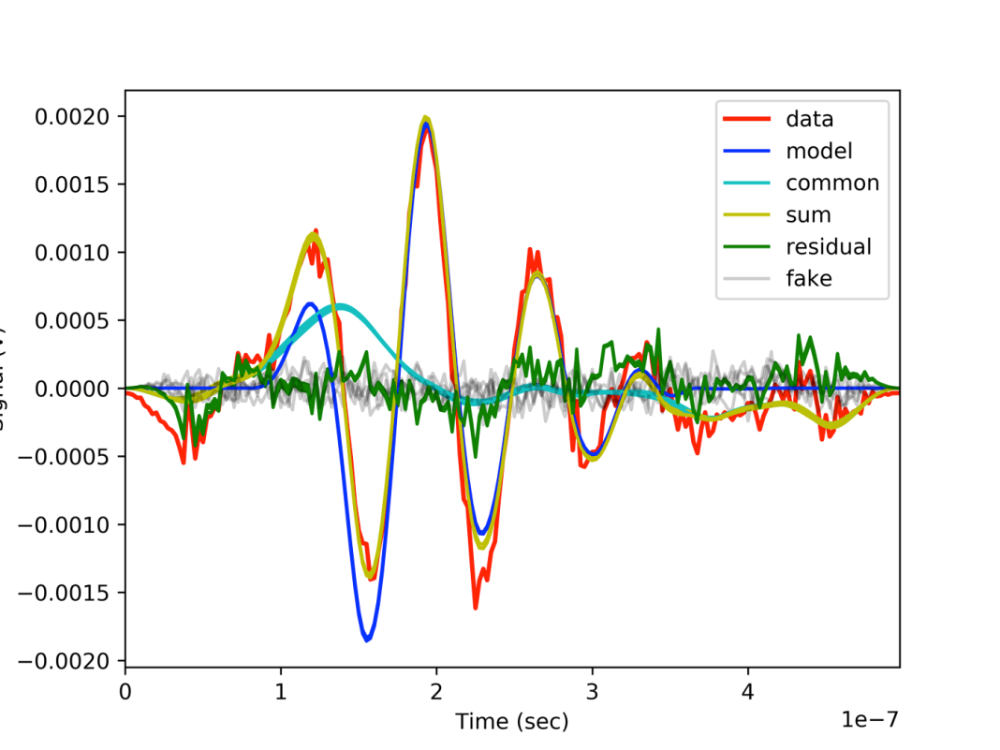 0.0020
0.0015
0.0010
0.0005
0.0000
−0.0005
−0.0010
−0.0015
−0.0020
0 1 2 3 4
Time (sec)
1e−7
data
model
common
sum
residual
fake